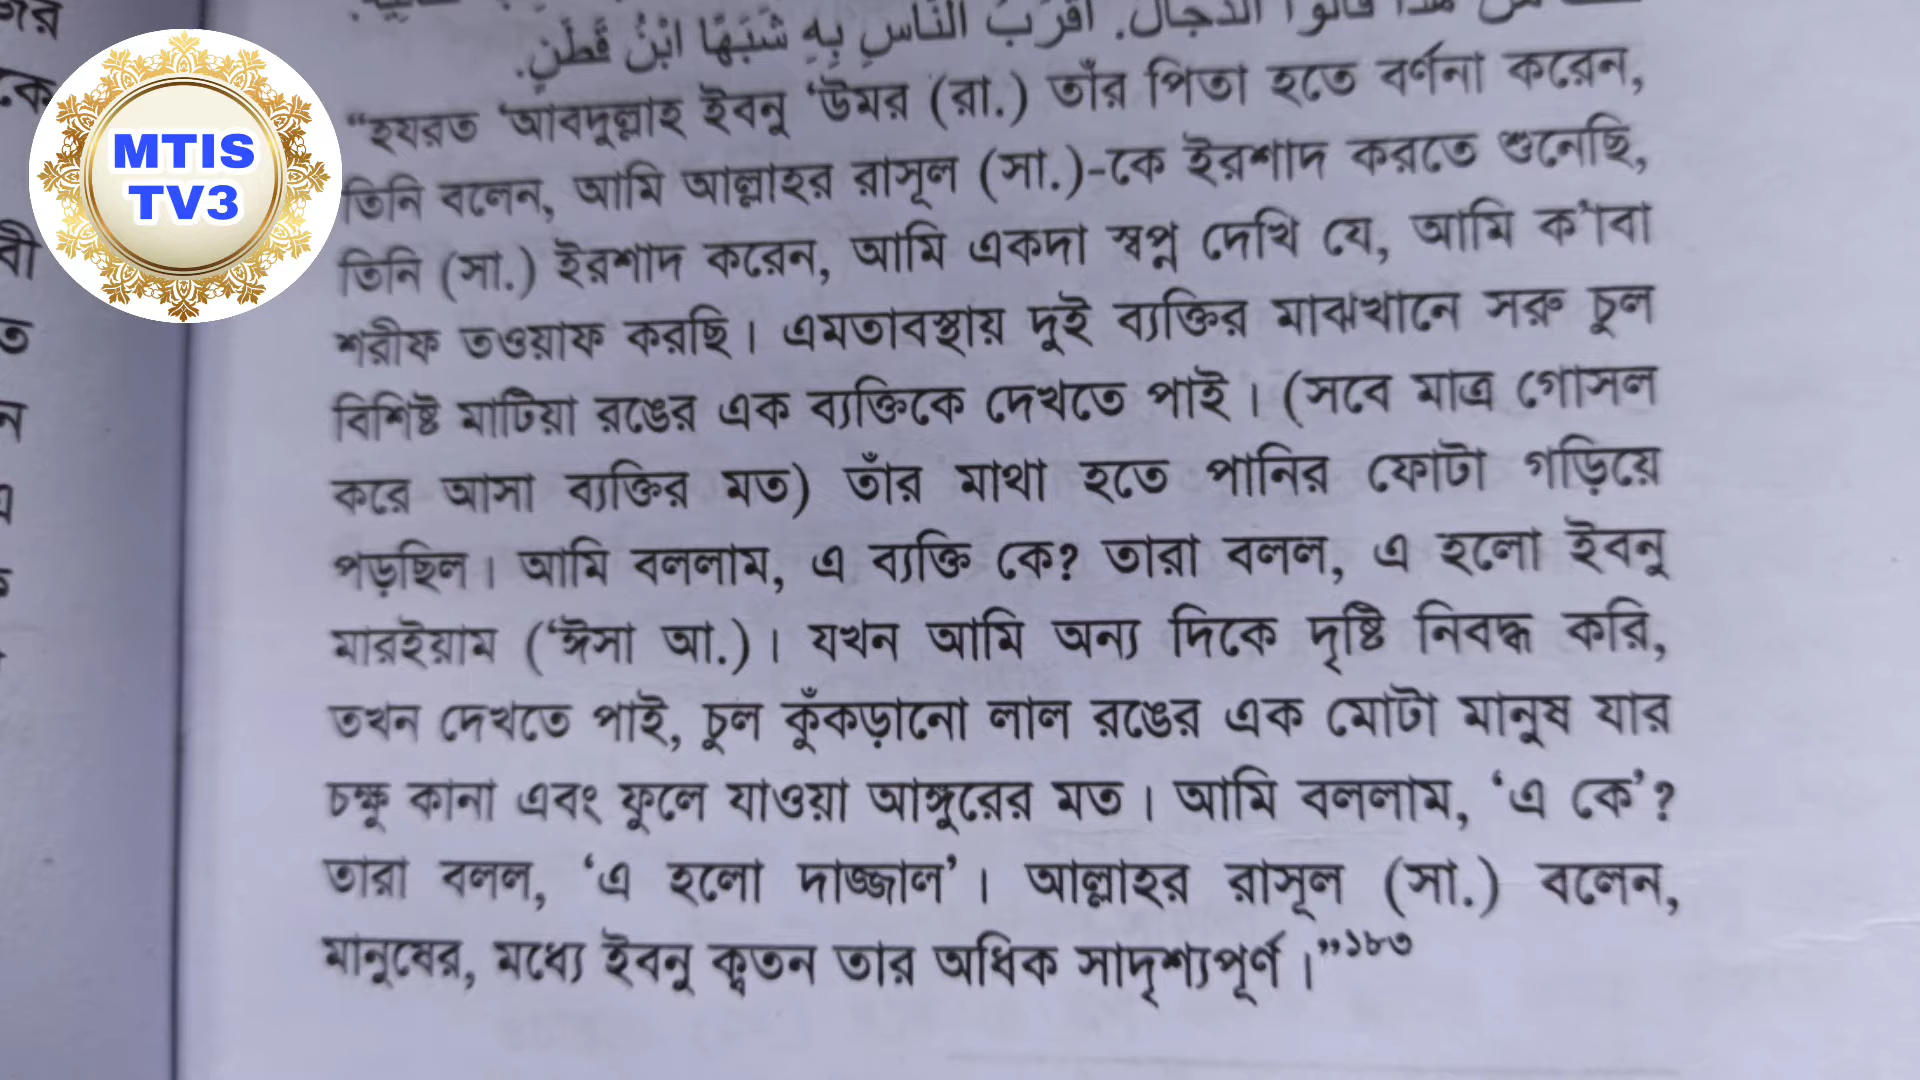 قالوا الدجال. أقرب الناس به شبها ابن قطن.
“হযরত ‘আবদুল্লাহ ইবনু ‘উমর (রা.) তাঁর পিতা হতে বর্ণনা করেন,
তিনি বলেন, আমি আল্লাহর রাসূল (সা.)-কে ইরশাদ করতে শুনেছি,
তিনি (সা.) ইরশাদ করেন, আমি একদা স্বপ্ন দেখি যে, আমি ক’াবা
শরীফ তওয়াফ করছি। এমতাবস্থায় দুই ব্যক্তির মাঝখানে সরু চুল
বিশিষ্ট মাটিয়া রঙের এক ব্যক্তিকে দেখতে পাই। (সবে মাত্র গোসল
করে আসা ব্যক্তির মত) তাঁর মাথা হতে পানির ফোটা গড়িয়ে
পড়ছিল। আমি বললাম, এ ব্যক্তি কে? তারা বলল, এ হলো ইবনু
মারইয়াম (‘ঈসা আ.)। যখন আমি অন্য দিকে দৃষ্টি নিবদ্ধ করি,
তখন দেখতে পাই, চুল কুঁকড়ানো লাল রঙের এক মোটা মানুষ যার
চক্ষু কানা এবং ফুলে যাওয়া আঙ্গুরের মত। আমি বললাম, ‘এ কে’?
তারা বলল, ‘এ হলো দাজ্জাল’। আল্লাহর রাসূল (সা.) বলেন,
মানুষের, মধ্যে ইবনু কুতন তার অধিক সাদৃশ্যপূর্ণ।”১৮৩
MTIS
TV3